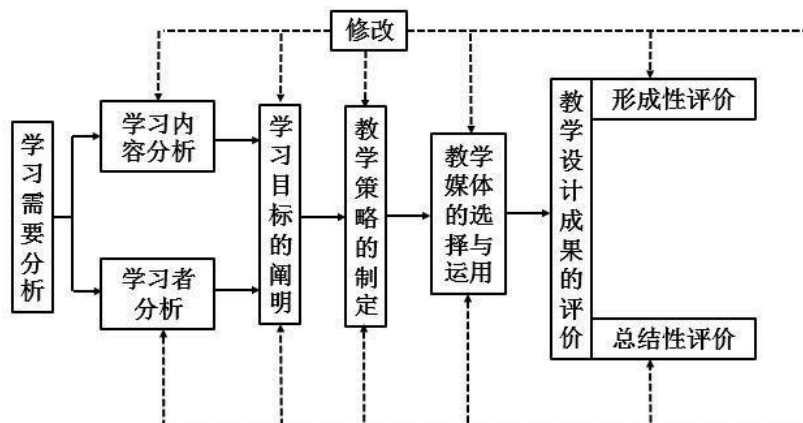 修改
学习需要分析
学习内
容分析
学习者
分析
学习目标的阐明
教学策略的制定
教学
媒体
的选
择与
运用
教学设计成果的评价
形成性评价
总结性评价